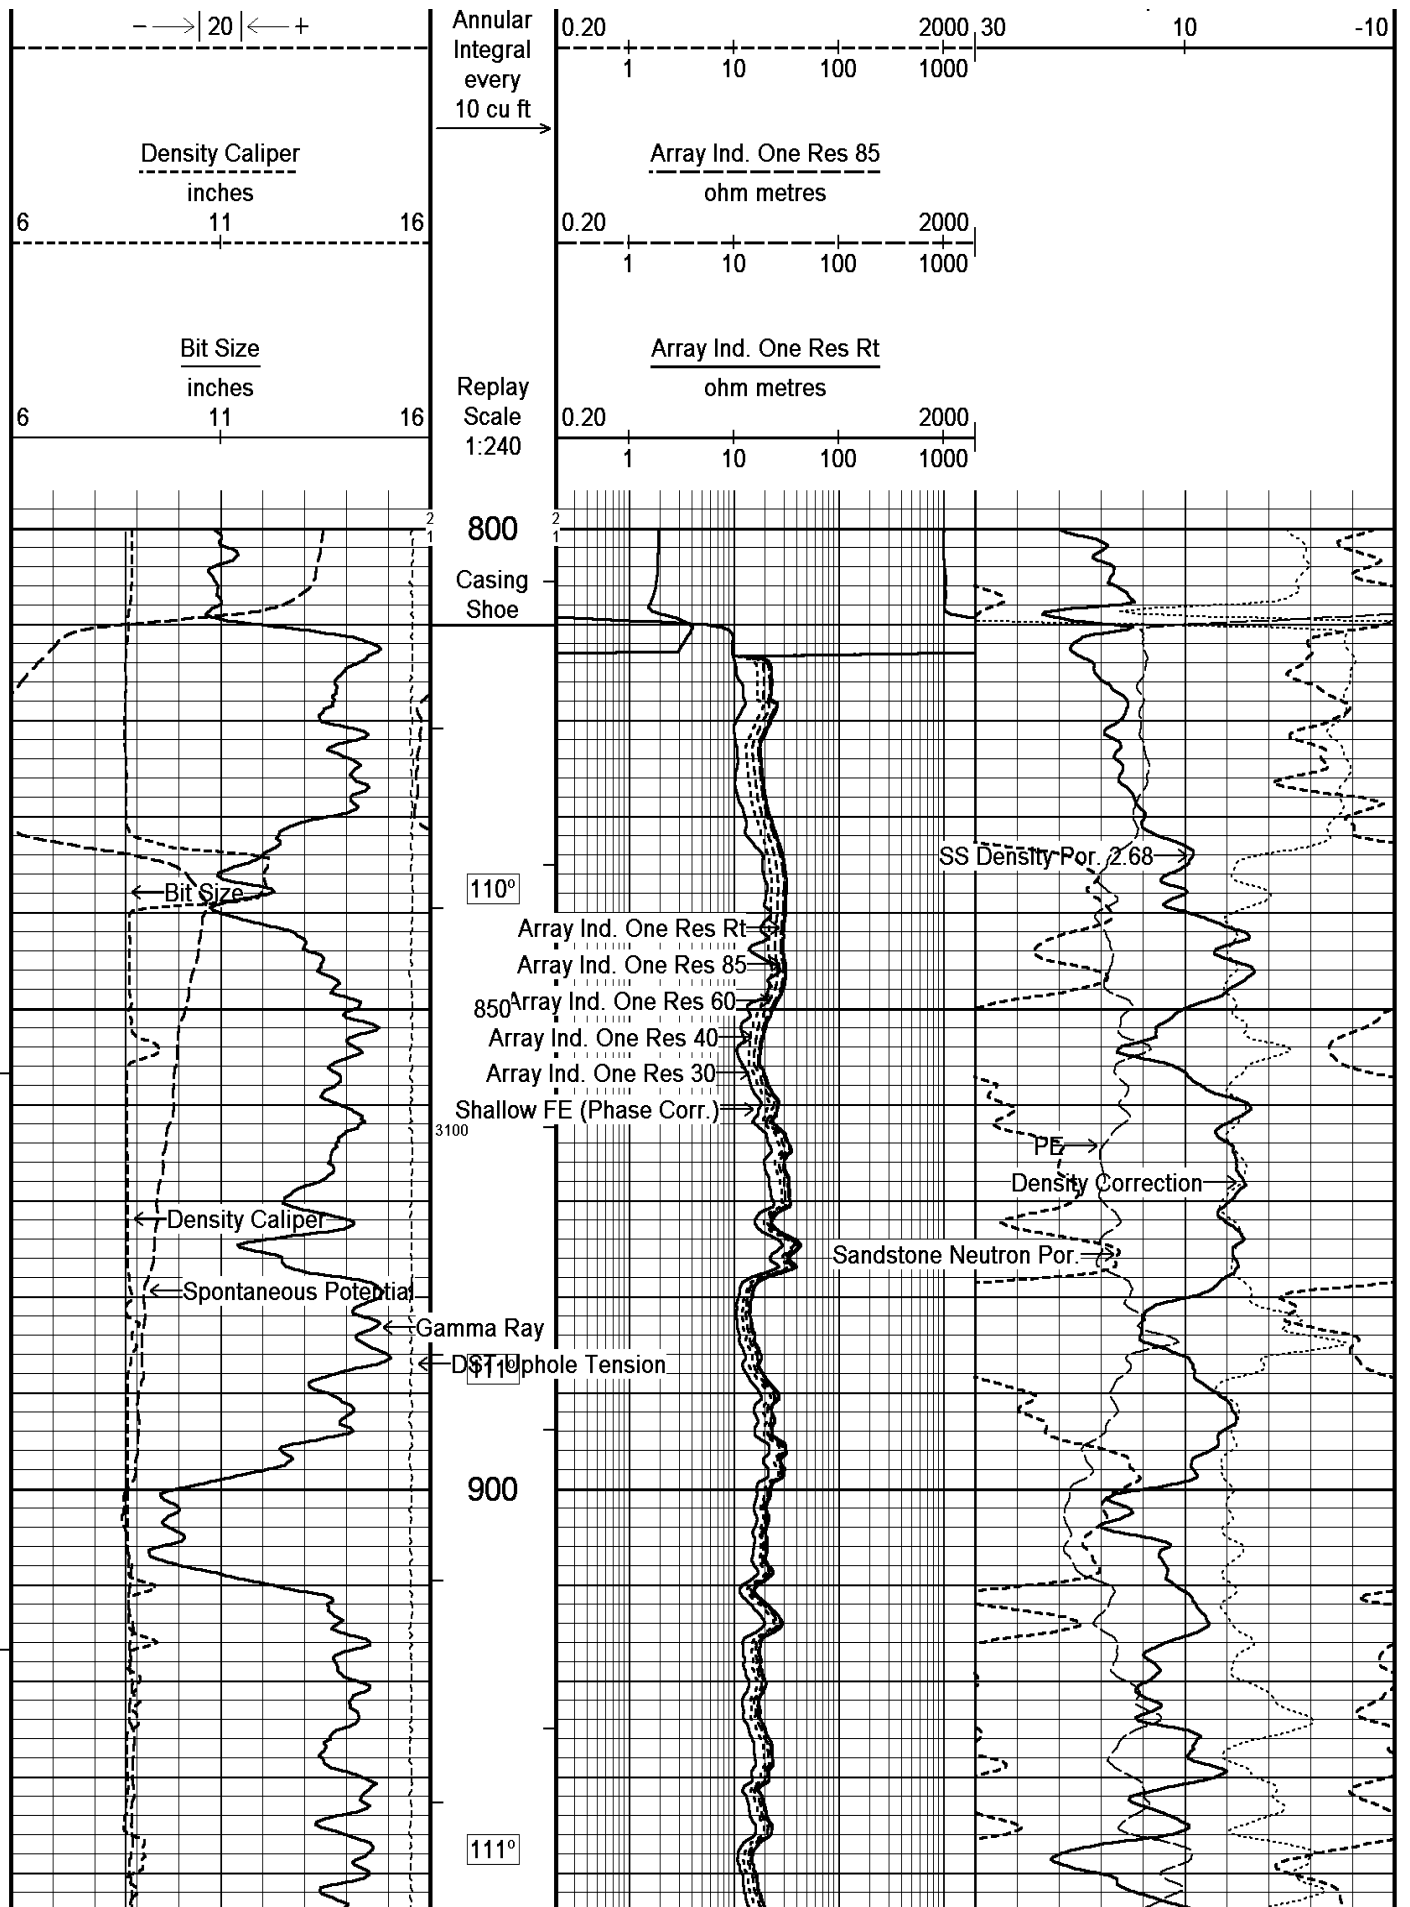 - → | 20 | ← +
Annular
Integral
every
10 cu ft
0.20 2000
1 10 100 1000
30 10 -10
Density Caliper
inches
6 11 16
Array Ind. One Res 85
ohm metres
0.20 2000
1 10 100 1000
Bit Size
inches
6 11 16
Replay
Scale
1:240
Array Ind. One Res Rt
ohm metres
0.20 2000
1 10 100 1000
2
1
800
2
1
Casing
Shoe
SS Density Por. 2.68
110°
Bit Size
Array Ind. One Res Rt
Array Ind. One Res 85
850
Array Ind. One Res 60
Array Ind. One Res 40
Array Ind. One Res 30
Shallow FE (Phase Corr.)
3100
PE
Density Correction
Density Caliper
Sandstone Neutron Por.
Spontaneous Potential
Gamma Ray
DST Uphole Tension
111°
900
111°